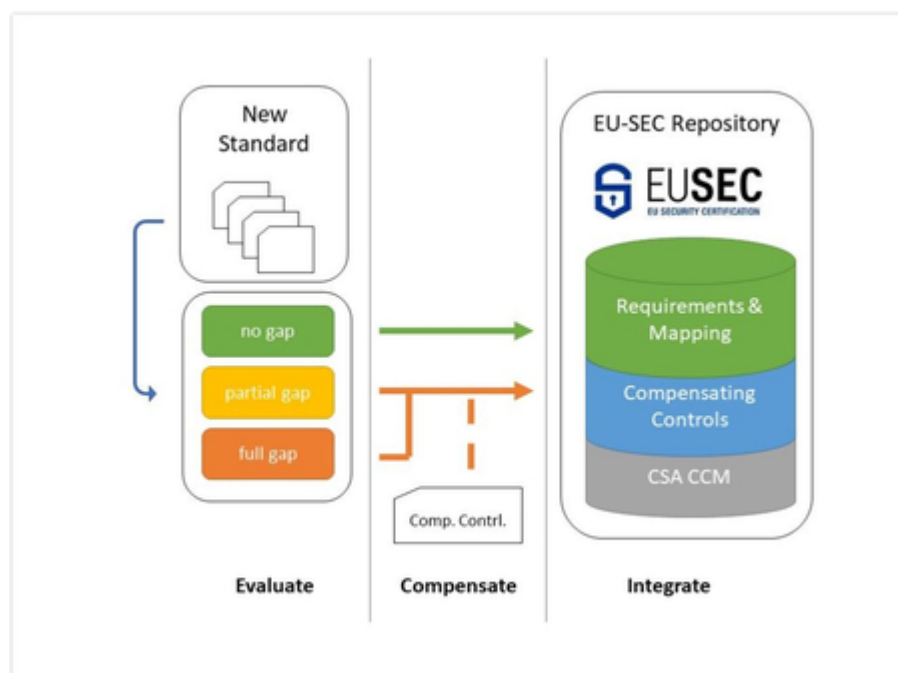 New
Standard
no gap
partial gap
full gap
Evaluate
Comp. Contrl.
Compensate
EU-SEC Repository
EUSEC
EU SECURITY CERTIFICATION
Requirements &
Mapping
Compensating
Controls
CSA CCM
Integrate